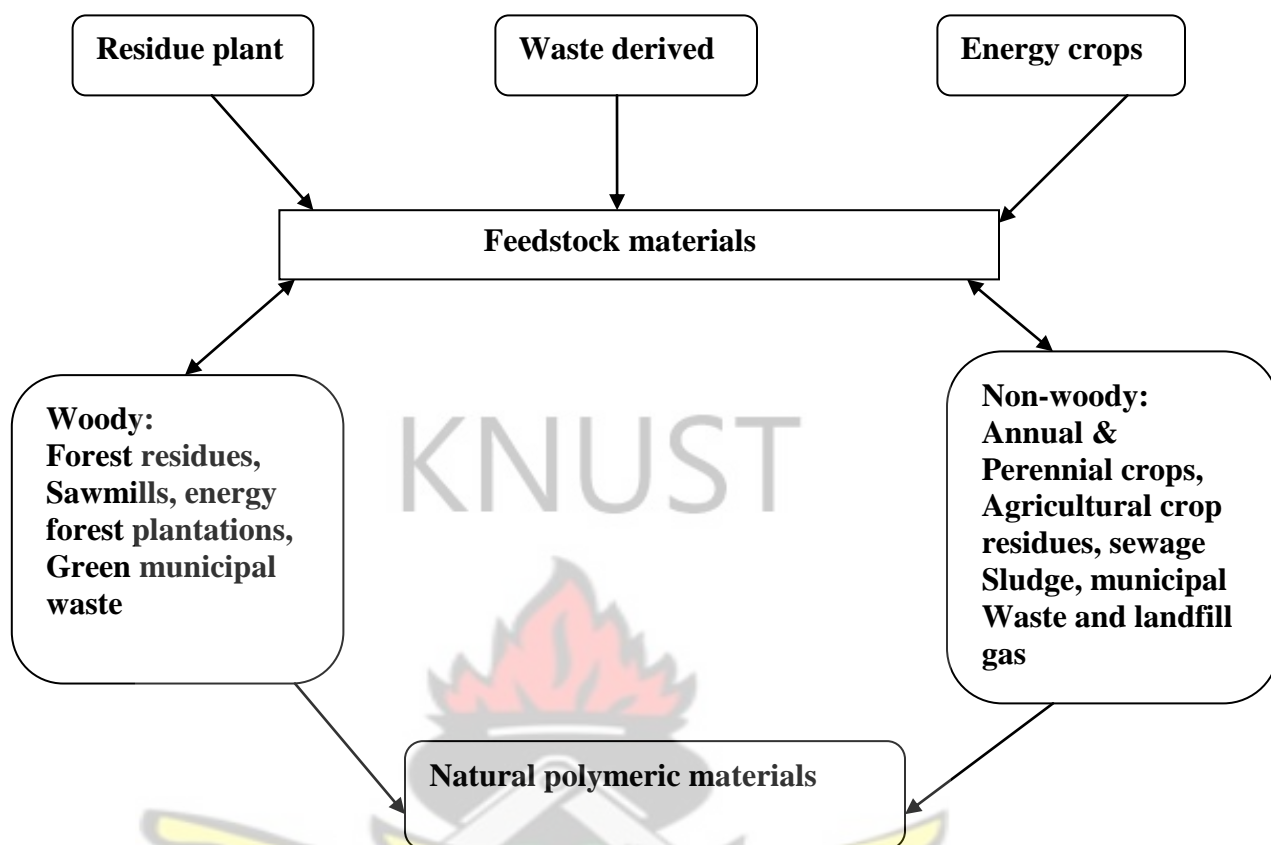 Residue plant
Waste derived
Energy crops
Feedstock materials
Woody:
Forest residues,
Sawmills, energy
forest plantations,
Green municipal
waste
KNUST
Non-woody:
Annual &
Perennial crops,
Agricultural crop
residues, sewage
Sludge, municipal
Waste and landfill
gas
Natural polymeric materials